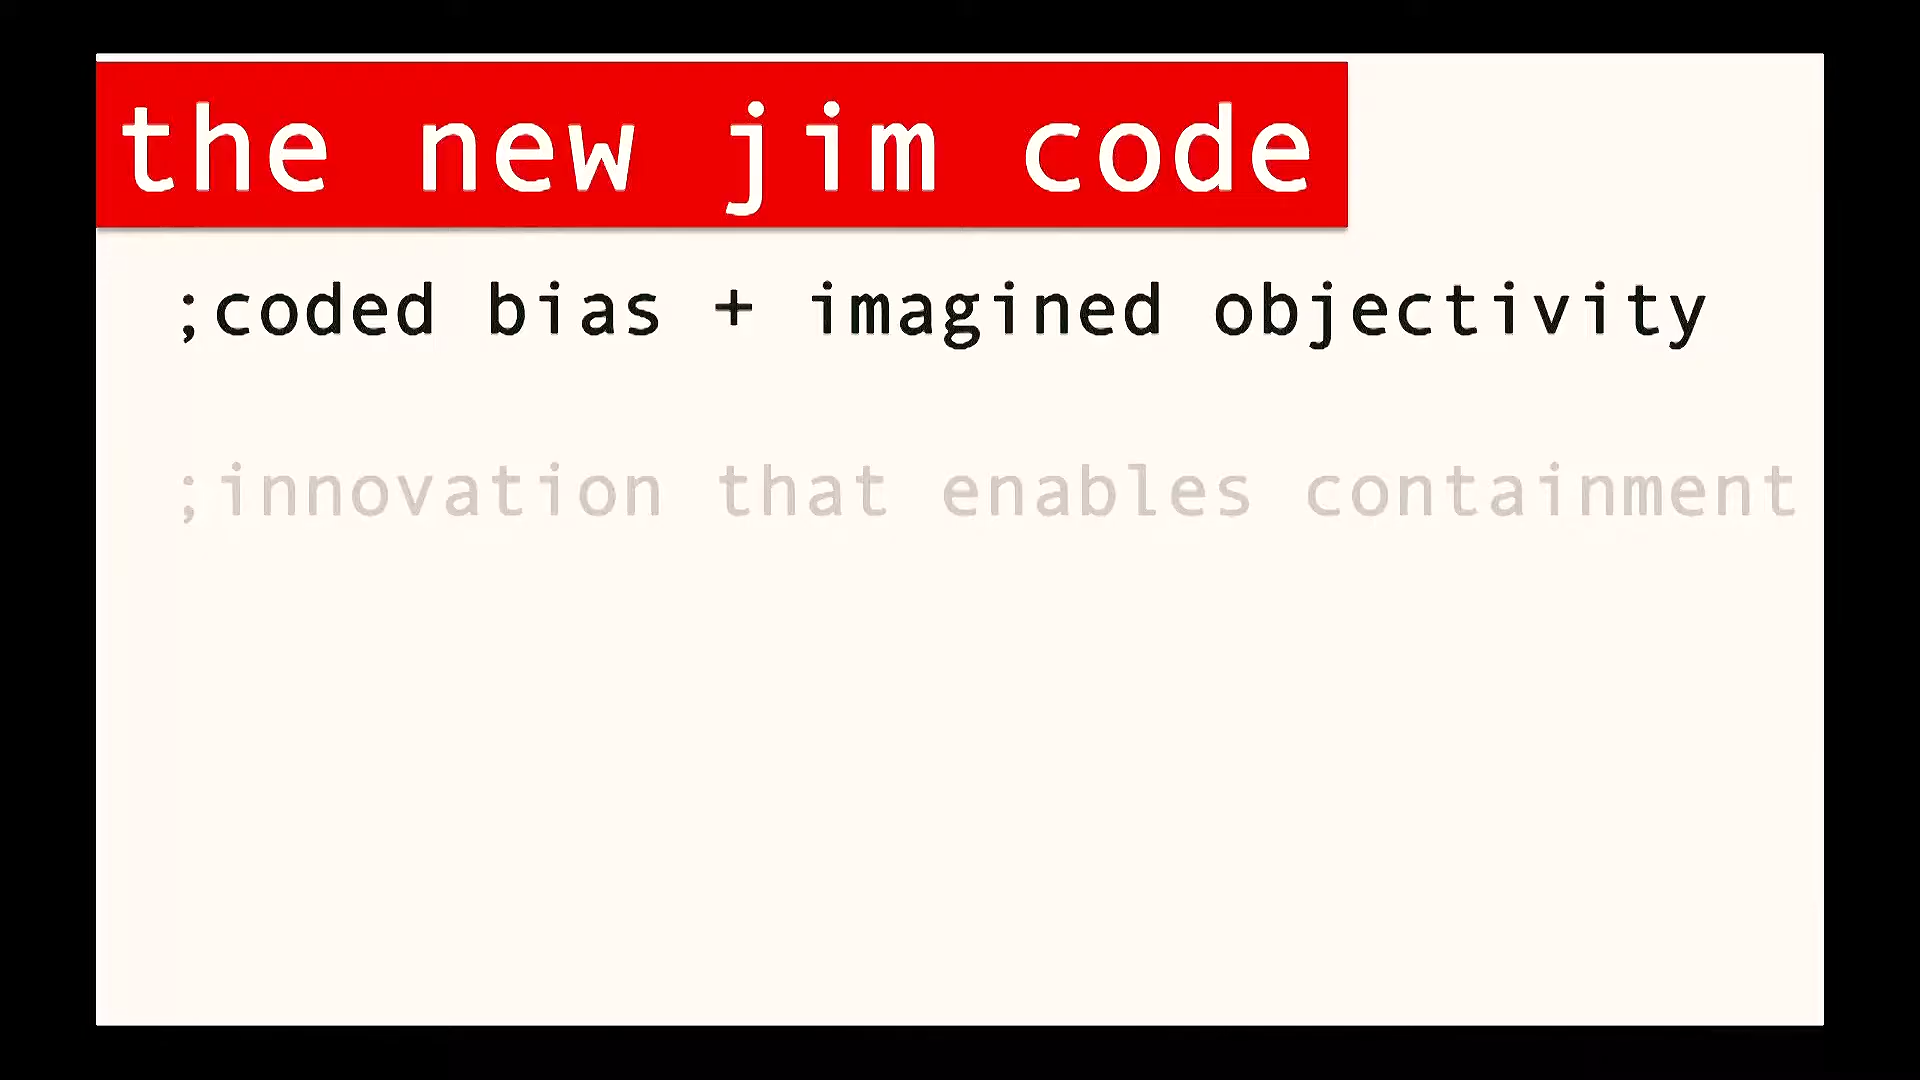 the new jim code
;coded bias + imagined objectivity
;innovation that enables containment